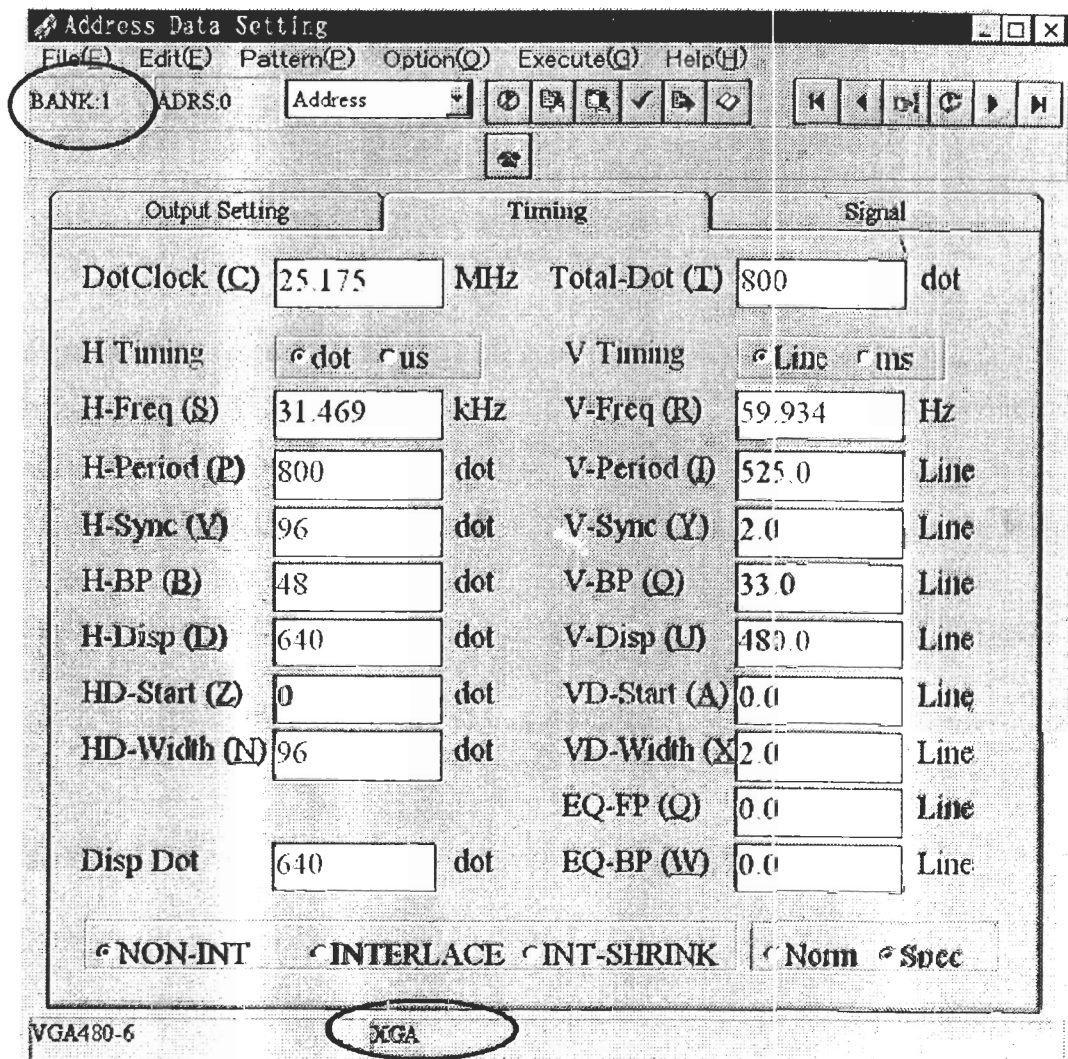 Address Data Setting
File(F) Edit(E) Pattern(P) Option(O) Execute(G) Help(H)
BANK:1 ADRS:0 Address
Output Setting Timing Signal
DotClock (C) 25.175 MHz Total-Dot (T) 800 dot
H Timing dot us V Timing Line ms
H-Freq (S) 31.469 kHz V-Freq (R) 59.934 Hz
H-Period (P) 800 dot V-Period (I) 525.0 Line
H-Sync (V) 96 dot V-Sync (Y) 2.0 Line
H-BP (B) 48 dot V-BP (Q) 33.0 Line
H-Disp (D) 640 dot V-Disp (U) 480.0 Line
HD-Start (Z) 0 dot VD-Start (A) 0.0 Line
HD-Width (N) 96 dot VD-Width (X 2.0 Line
EQ-FP (Q) 0.0 Line
Disp Dot 640 dot EQ-BP (W) 0.0 Line
NON-INT INTERLACE INT-SHRINK Norm Spec
VGA480-6 XGA